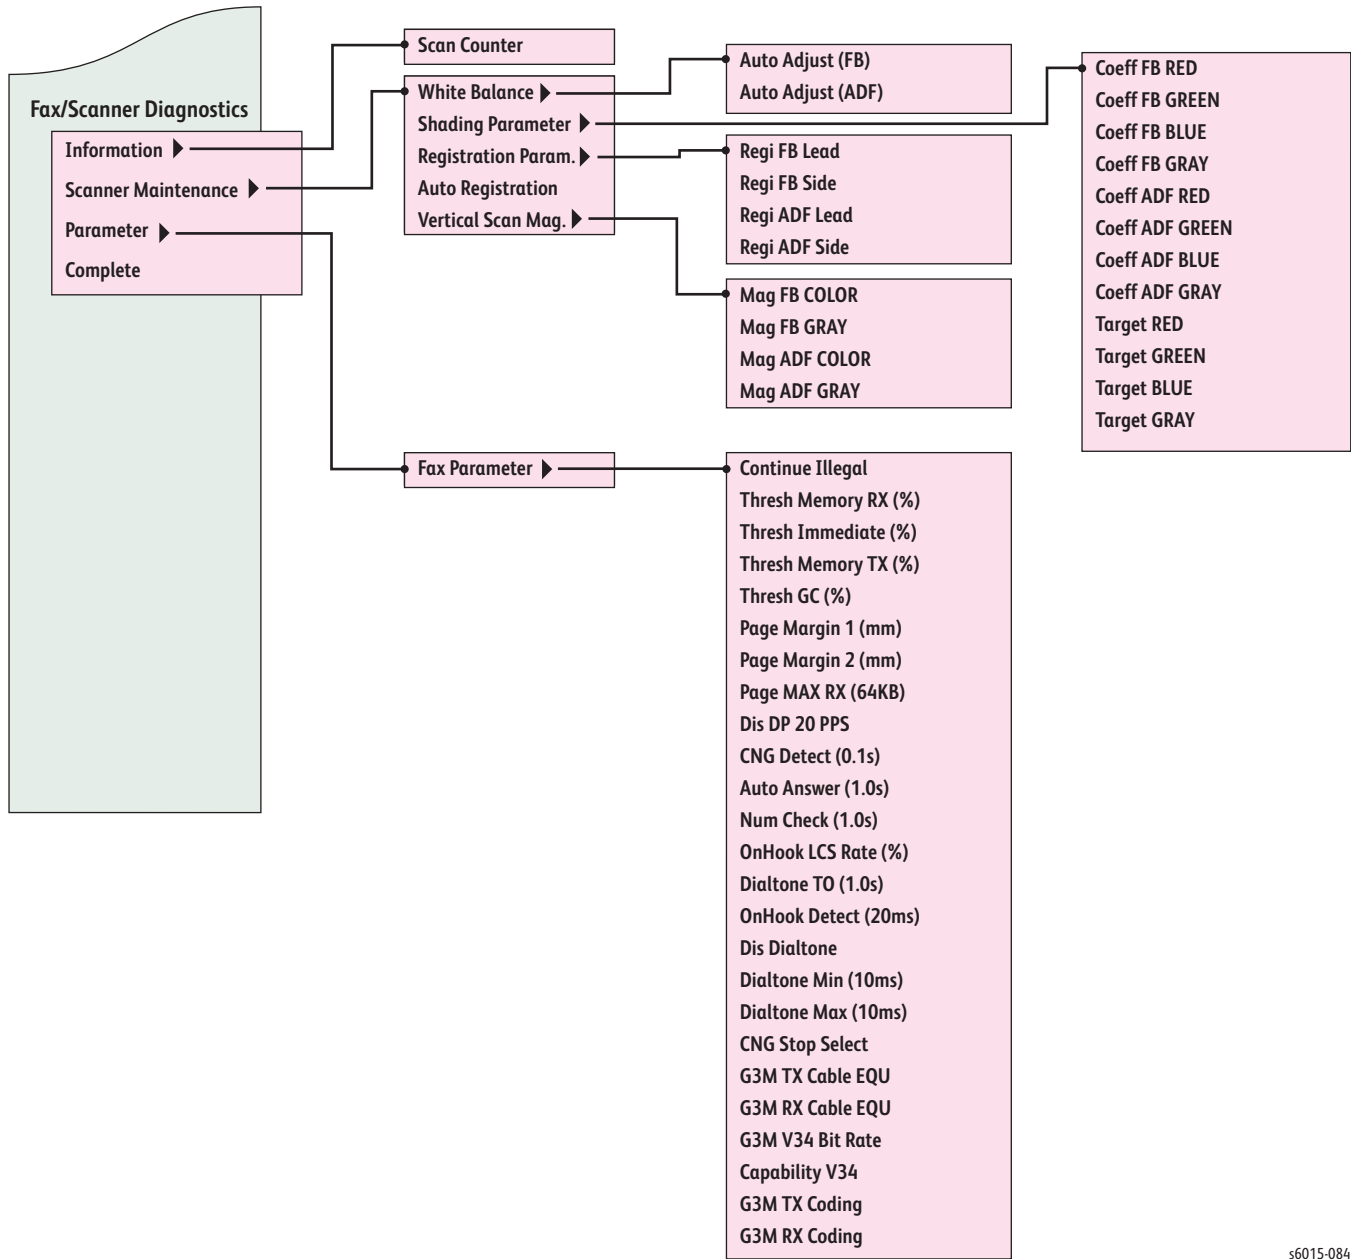 Fax/Scanner Diagnostics
Information
Scanner Maintenance
Parameter
Complete
Scan Counter
White Balance
Shading Parameter
Registration Param.
Auto Registration
Vertical Scan Mag.
Auto Adjust (FB)
Auto Adjust (ADF)
Regi FB Lead
Regi FB Side
Regi ADF Lead
Regi ADF Side
Mag FB COLOR
Mag FB GRAY
Mag ADF COLOR
Mag ADF GRAY
Coeff FB RED
Coeff FB GREEN
Coeff FB BLUE
Coeff FB GRAY
Coeff ADF RED
Coeff ADF GREEN
Coeff ADF BLUE
Coeff ADF GRAY
Target RED
Target GREEN
Target BLUE
Target GRAY
Fax Parameter
Continue Illegal
Thresh Memory RX (%)
Thresh Immediate (%)
Thresh Memory TX (%)
Thresh GC (%)
Page Margin 1 (mm)
Page Margin 2 (mm)
Page MAX RX (64KB)
Dis DP 20 PPS
CNG Detect (0.1s)
Auto Answer (1.0s)
Num Check (1.0s)
OnHook LCS Rate (%)
Dialtone TO (1.0s)
OnHook Detect (20ms)
Dis Dialtone
Dialtone Min (10ms)
Dialtone Max (10ms)
CNG Stop Select
G3M TX Cable EQU
G3M RX Cable EQU
G3M V34 Bit Rate
Capability V34
G3M TX Coding
G3M RX Coding
s6015-084